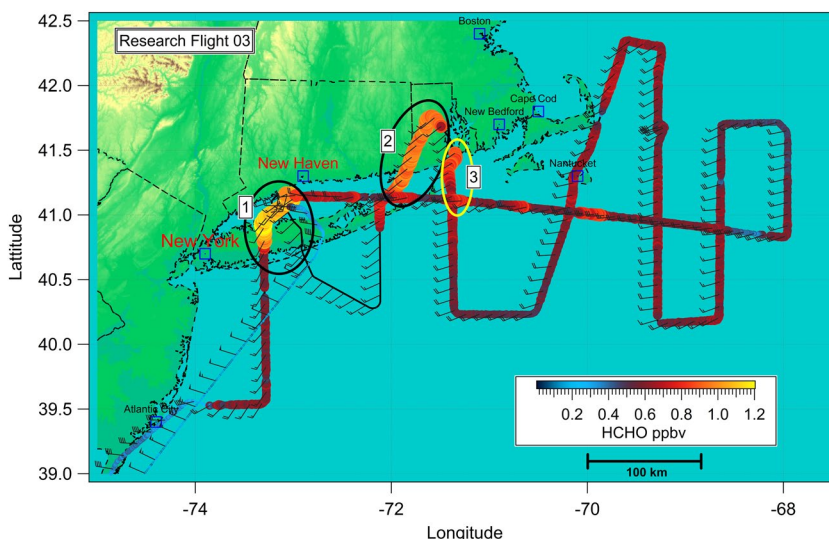 Research Flight 03
Boston
Cape Cod
New Bedford
2
New Haven
3
Nantucket
1
New York
Atlantic City
0.2 0.4 0.6 0.8 1.0 1.2
HCHO ppbv
100 km
42.5
42.0
41.5
41.0
40.5
40.0
39.5
39.0
Lattitude
-74 -72 -70 -68
Longitude